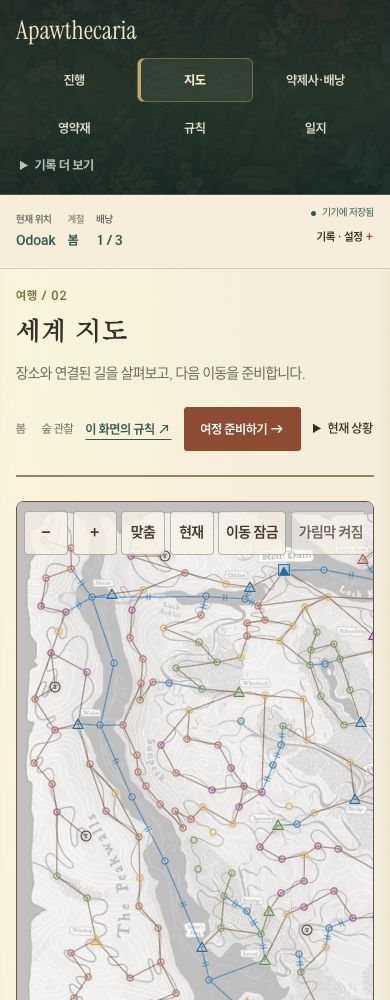 Apawthecaria
진행 지도 약제사·배낭
영약재 규칙 일지
▶ 기록 더 보기
현재 위치 계절 배낭
Odoak 봄 1 / 3
● 기기에 저장됨
기록 · 설정 +
여행 / 02
세계 지도
장소와 연결된 길을 살펴보고, 다음 이동을 준비합니다.
봄 숲 관찰 이 화면의 규칙 ↗ 여정 준비하기 → ▶ 현재 상황
− + 맞춤 현재 이동 잠금 가림막 켜짐
Loch
The Peakwalls